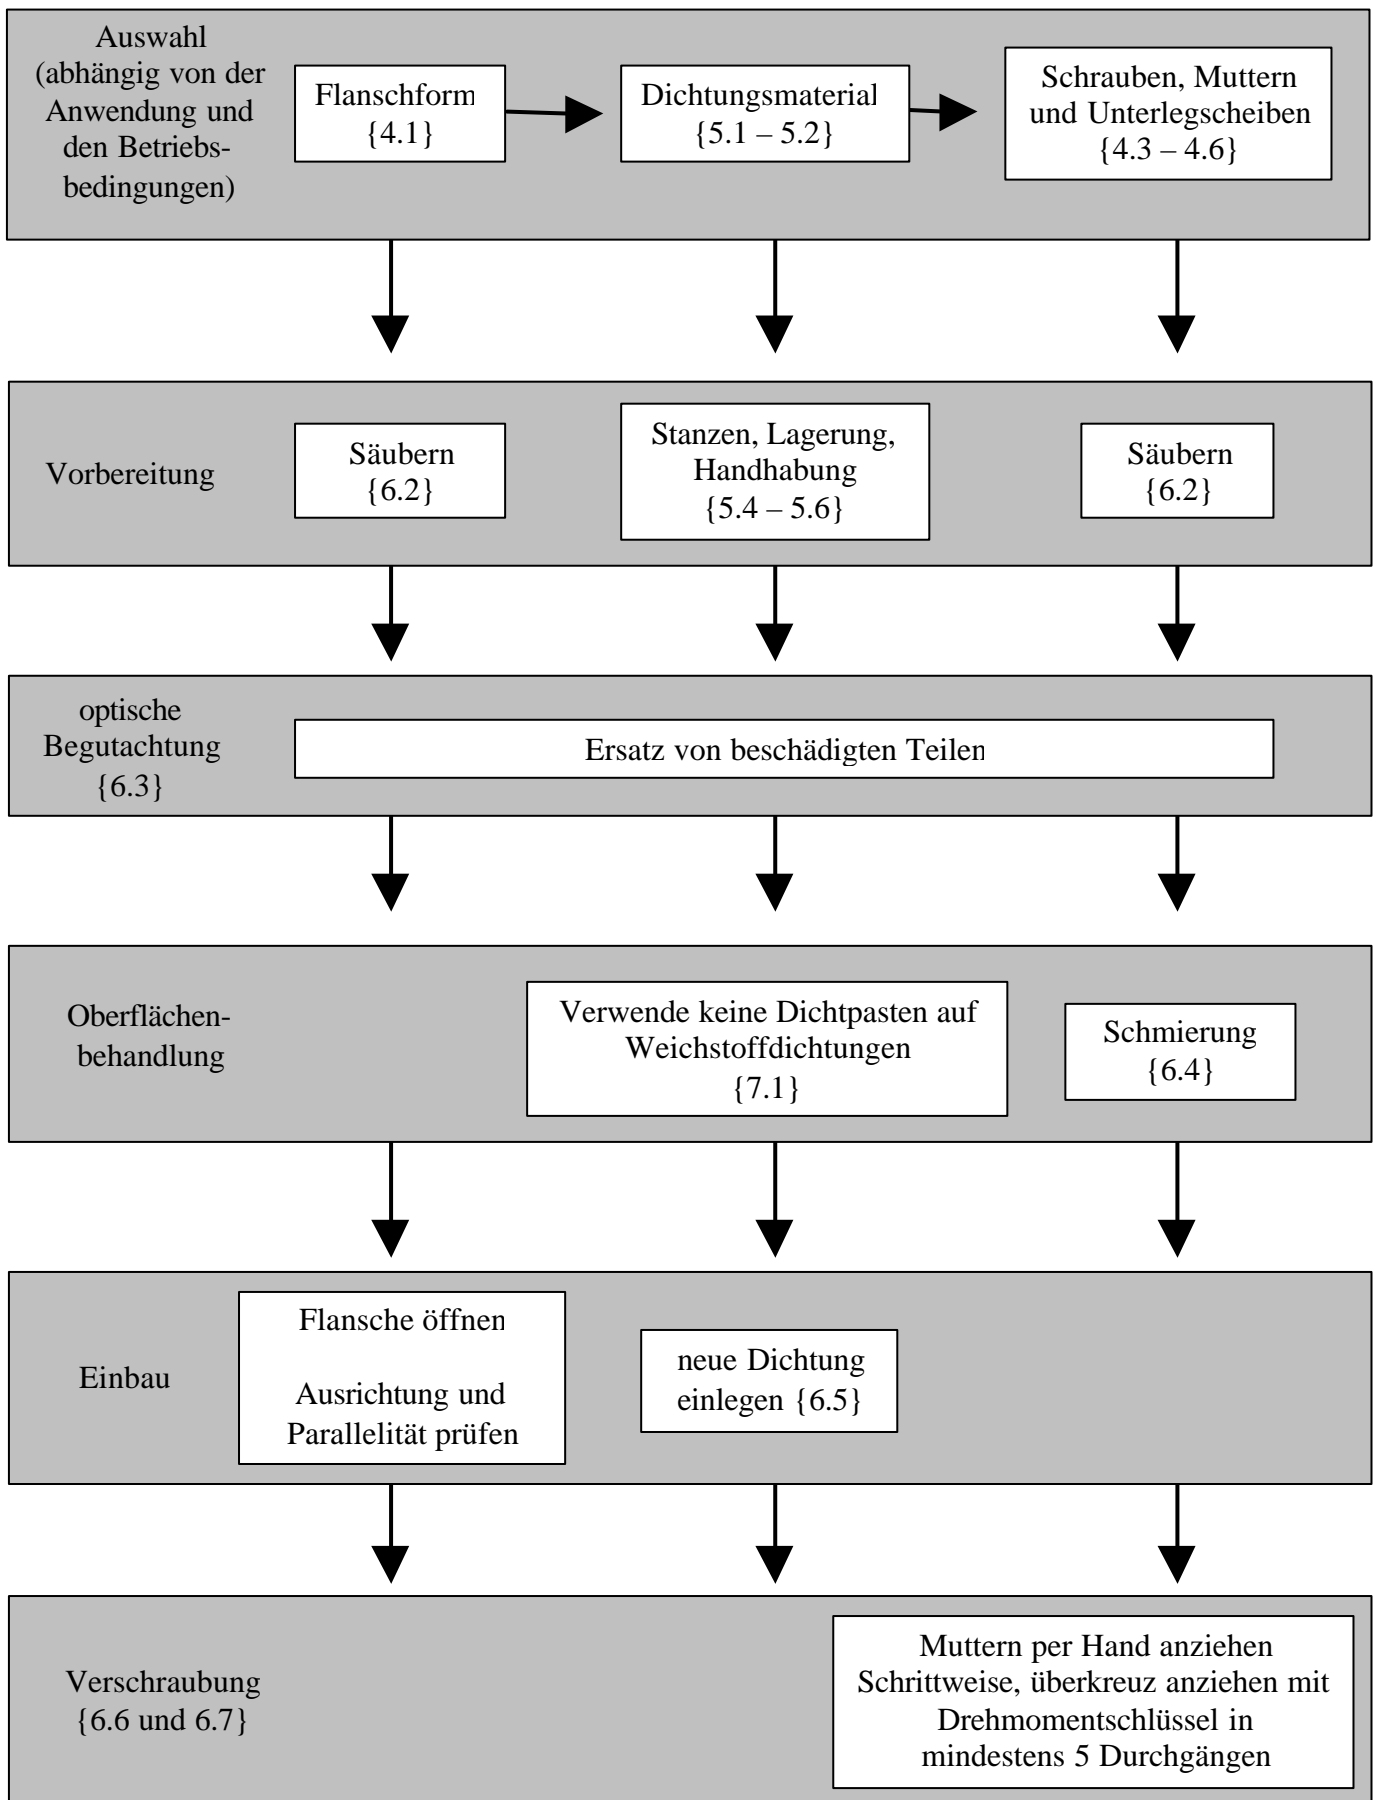 Auswahl
(abhängig von der
Anwendung und
den Betriebs-
bedingungen)
Flanschform
{4.1}
Dichtungsmaterial
{5.1 – 5.2}
Schrauben, Muttern
und Unterlegscheiben
{4.3 – 4.6}
Vorbereitung
Säubern
{6.2}
Stanzen, Lagerung,
Handhabung
{5.4 – 5.6}
Säubern
{6.2}
optische
Begutachtung
{6.3}
Ersatz von beschädigten Teilen
Oberflächen-
behandlung
Verwende keine Dichtpasten auf
Weichstoffdichtungen
{7.1}
Schmierung
{6.4}
Einbau
Flansche öffnen
Ausrichtung und
Parallelität prüfen
neue Dichtung
einlegen {6.5}
Verschraubung
{6.6 und 6.7}
Muttern per Hand anziehen
Schrittweise, überkreuz anziehen mit
Drehmomentschlüssel in
mindestens 5 Durchgängen